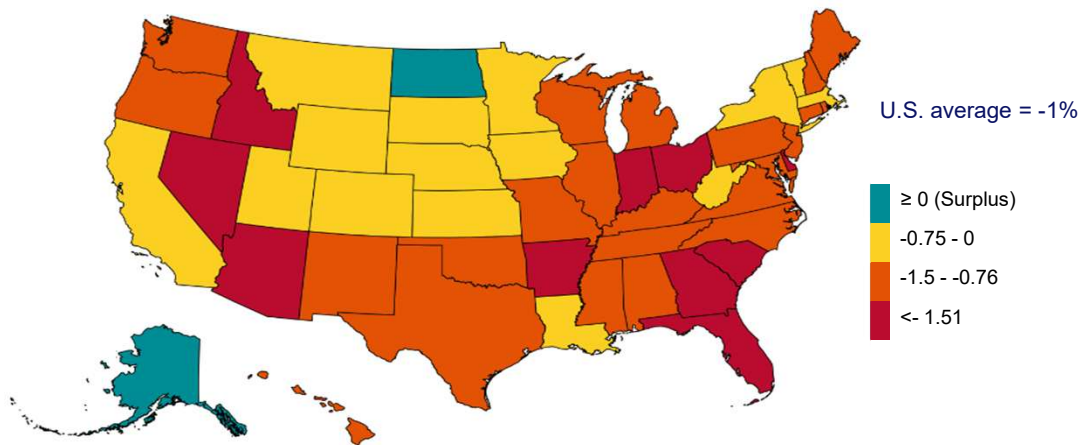 U.S. average = -1%
≥ 0 (Surplus)
-0.75 - 0
-1.5 - -0.76
<- 1.51